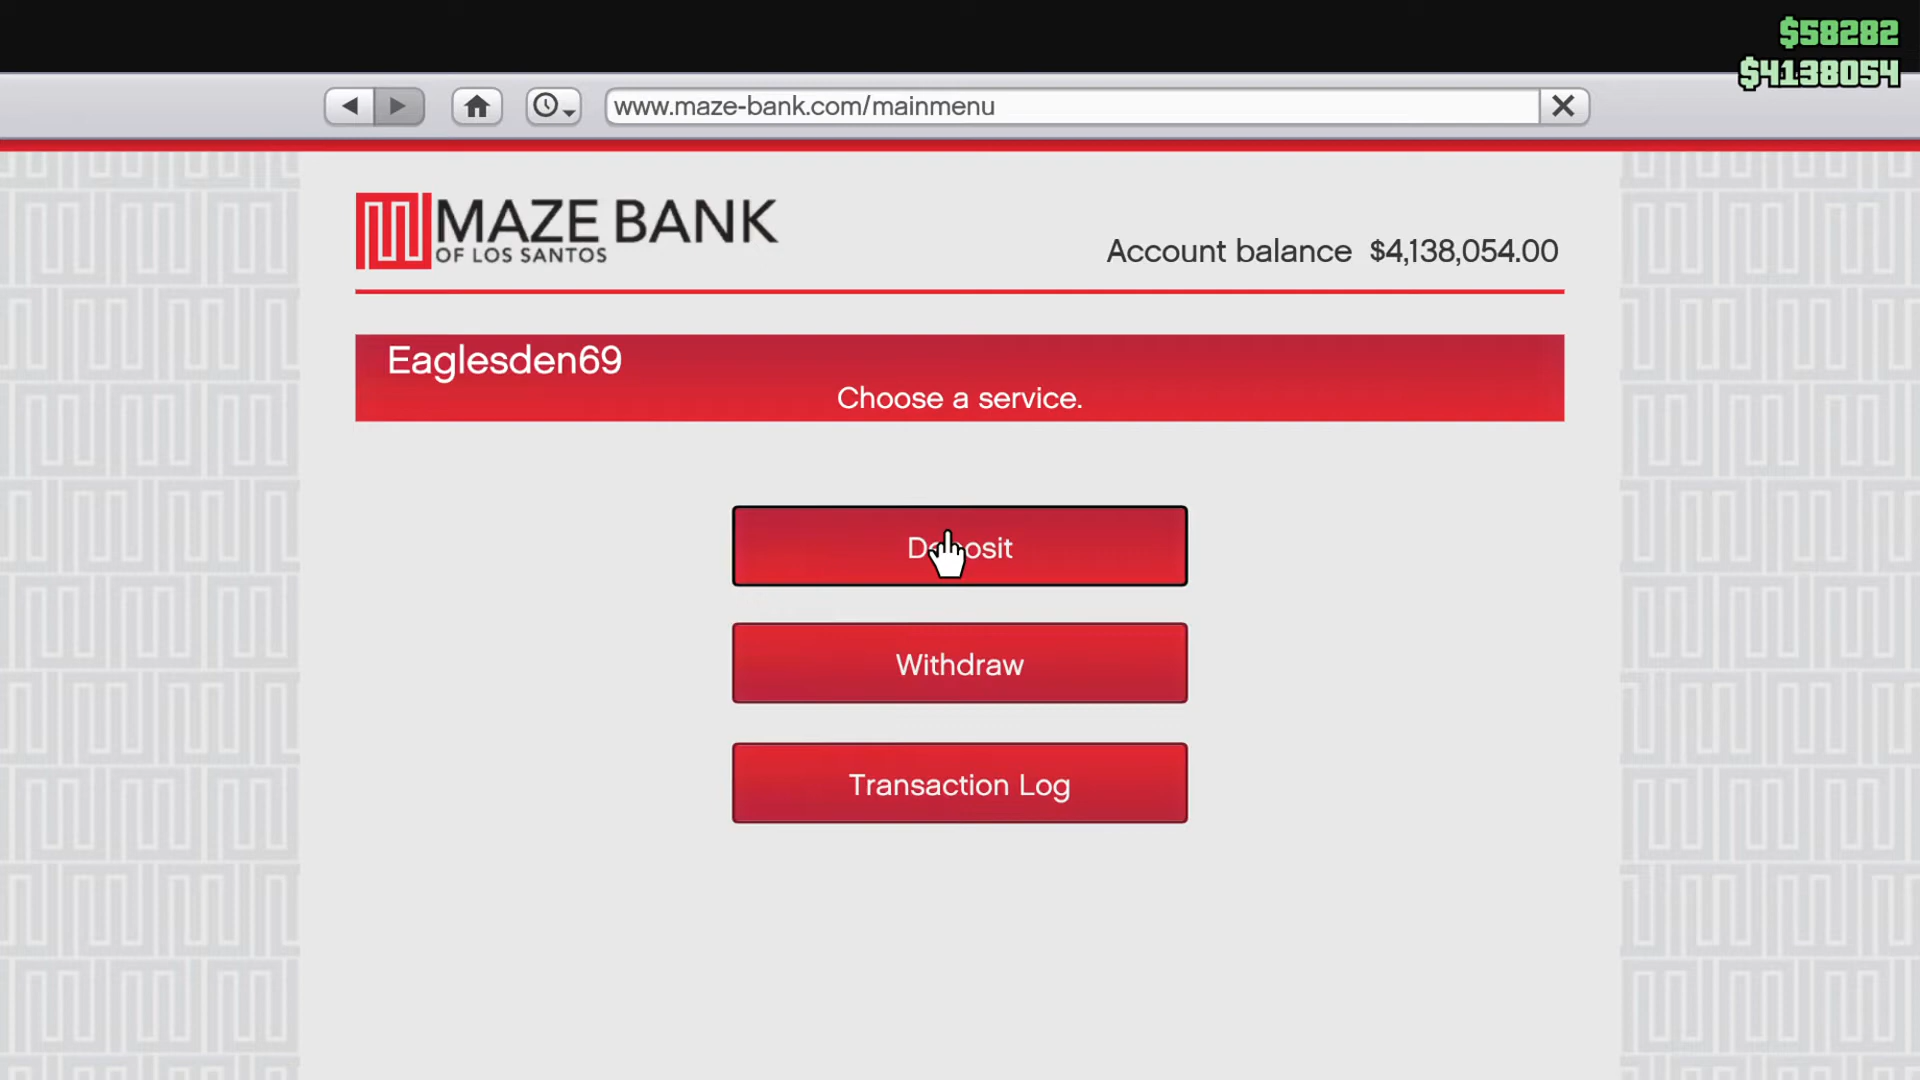 $58282
$4138054
www.maze-bank.com/mainmenu
MAZE BANK
OF LOS SANTOS
Account balance $4,138,054.00
Eaglesden69
Choose a service.
Deposit
Withdraw
Transaction Log